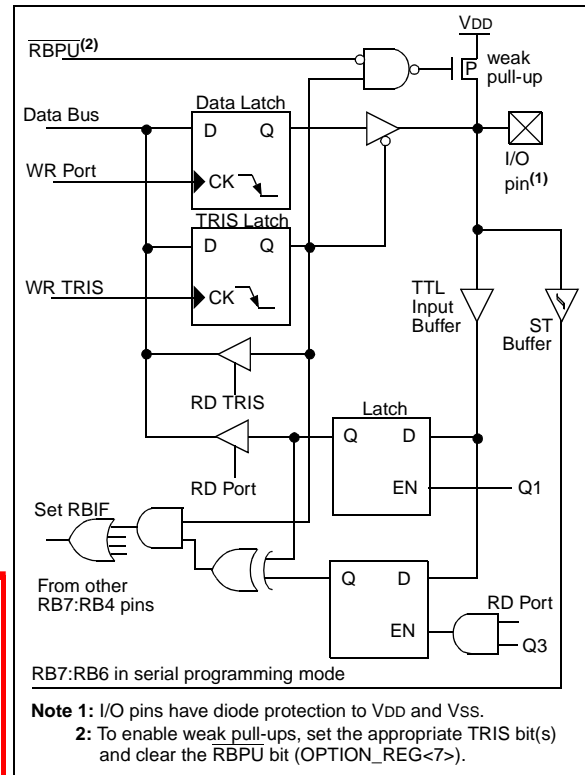 VDD
RBPU(2)
P
weak
pull-up
Data Latch
Data Bus
D
Q
I/O
pin(1)
WR Port
CK
TRIS Latch
D
Q
WR TRIS
CK
TTL
Input
Buffer
ST
Buffer
RD TRIS
Latch
Q
D
RD Port
EN
Q1
Set RBIF
From other
RB7:RB4 pins
Q
D
RD Port
EN
Q3
RB7:RB6 in serial programming mode
Note 1: I/O pins have diode protection to VDD and VSS.
2: To enable weak pull-ups, set the appropriate TRIS bit(s)
and clear the RBPU bit (OPTION_REG<7>).